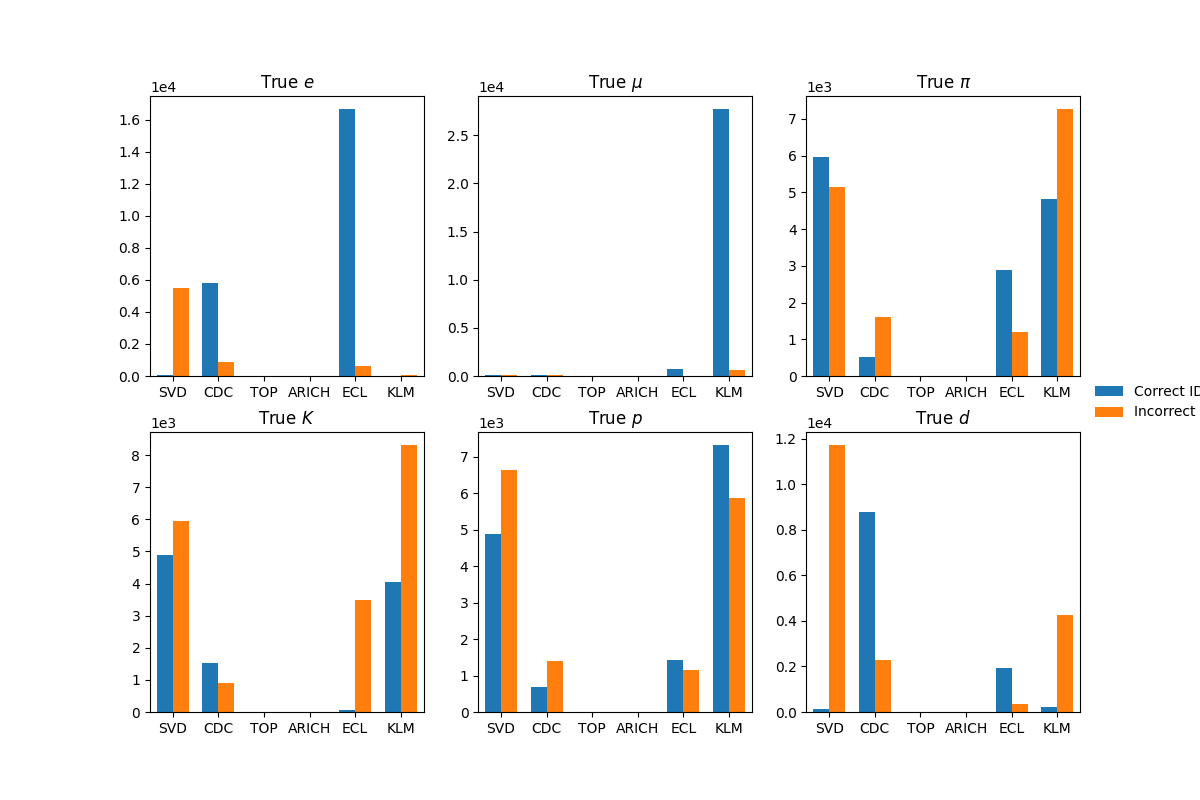 True e
1e4
1.6
1.4
1.2
1.0
0.8
0.6
0.4
0.2
0.0
SVD CDC TOP ARICH ECL KLM
True μ
1e4
2.5
2.0
1.5
1.0
0.5
0.0
SVD CDC TOP ARICH ECL KLM
True π
1e3
7
6
5
4
3
2
1
0
SVD CDC TOP ARICH ECL KLM
Correct ID
Incorrect
True K
1e3
8
7
6
5
4
3
2
1
0
SVD CDC TOP ARICH ECL KLM
True p
1e3
7
6
5
4
3
2
1
0
SVD CDC TOP ARICH ECL KLM
True d
1e4
1.2
1.0
0.8
0.6
0.4
0.2
0.0
SVD CDC TOP ARICH ECL KLM